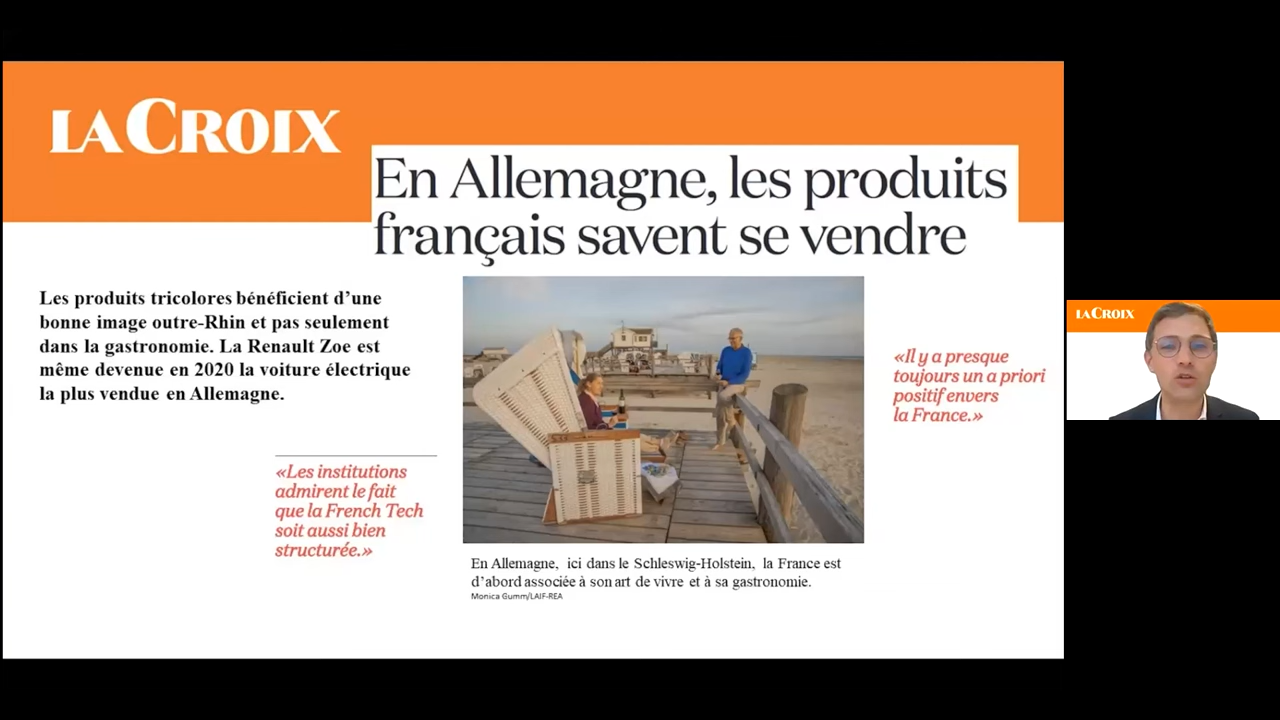 LACROIX
En Allemagne, les produits
français savent se vendre
Les produits tricolores bénéficient d'une
bonne image outre-Rhin et pas seulement
dans la gastronomie. La Renault Zoe est
même devenue en 2020 la voiture électrique
la plus vendue en Allemagne.
«Les institutions
admirent le fait
que la French Tech
soit aussi bien
structurée.»
«Il y a presque
toujours un a priori
positif envers
la France.»
En Allemagne, ici dans le Schleswig-Holstein, la France est
d'abord associée à son art de vivre et à sa gastronomie.
Monica Gumm/LAIF-REA
LACROIX